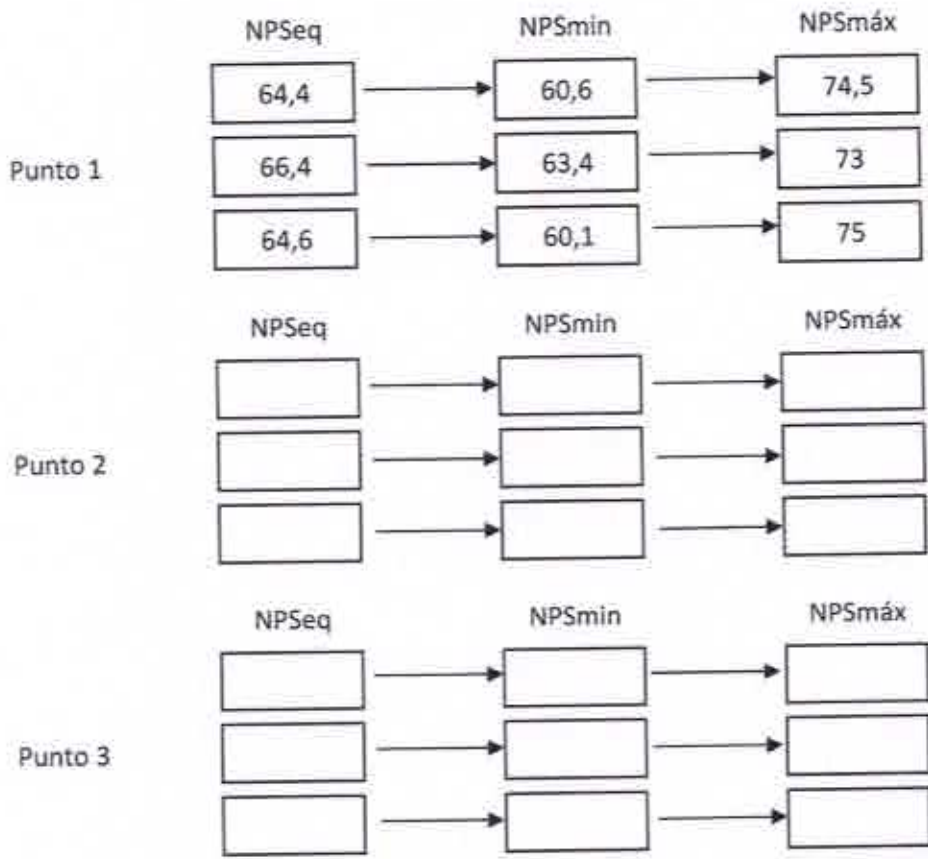 NPSeq NPSmin NPSmáx
64,4 60,6 74,5
Punto 1 66,4 63,4 73
64,6 60,1 75
NPSeq NPSmin NPSmáx
Punto 2
NPSeq NPSmin NPSmáx
Punto 3